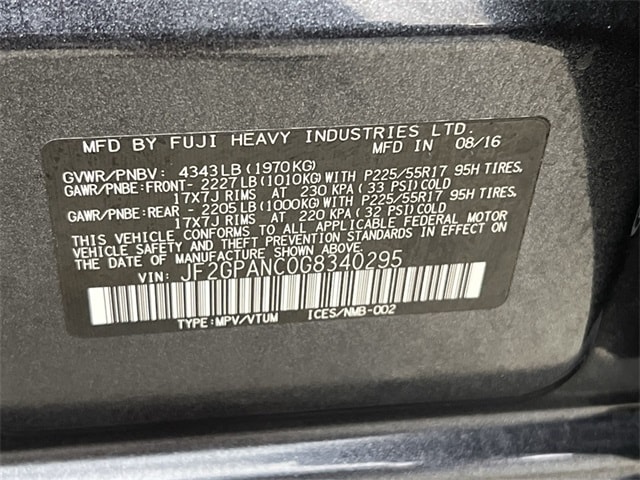 MFD BY FUJI HEAVY INDUSTRIES LTD. MFD IN 08/16
GVWR/PNBV: 4343LB(1970KG)
GAWR/PNBE:FRONT- 2227LB(1010KG)WITH P225/55R17 95H TIRES,
17X7J RIMS AT 230 KPA(33 PSI)COLD
GAWR/PNBE:REAR - 2205LB(1000KG)WITH P225/55R17 95H TIRES,
17X7J RIMS AT 220 KPA(32 PSI)COLD
THIS VEHICLE CONFORMS TO ALL APPLICABLE FEDERAL MOTOR
VEHICLE SAFETY AND THEFT PREVENTION STANDARDS IN EFFECT ON
THE DATE OF MANUFACTURE SHOWN ABOVE.
VIN: JF2GPANC0G8340295
TYPE:MPV/VTUM ICES/NMB-002